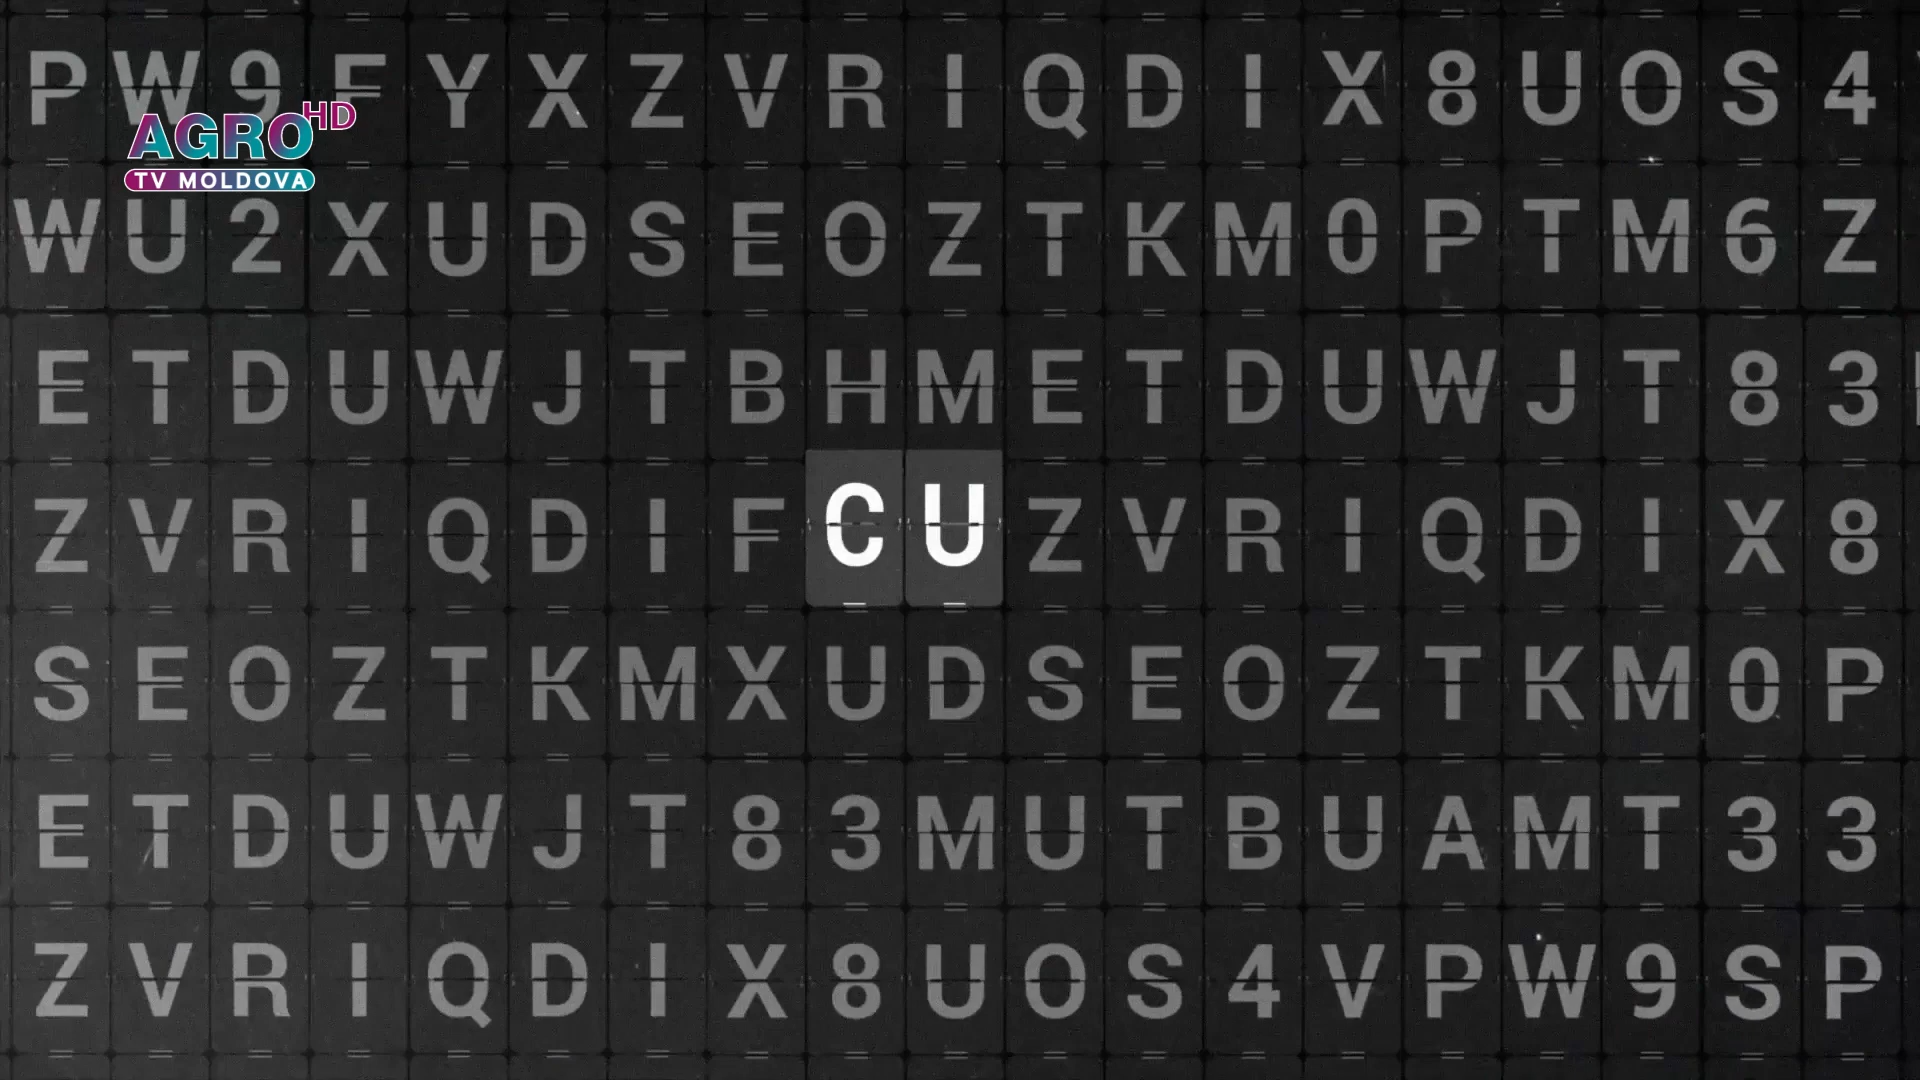 PW9FYXZVRIQDIX8UOS4
AGRO HD
TV MOLDOVA
WU2XUDSEOZTKM0PTM6Z
ETDUWJTBHMETDUWJT83
ZVRIQDIFCUZVRIQDIX8
SEOZTKMXUDSEOZTKM0P
ETDUWJT83MUTBUAMT33
ZVRIQDIX8UOS4VPW9SP